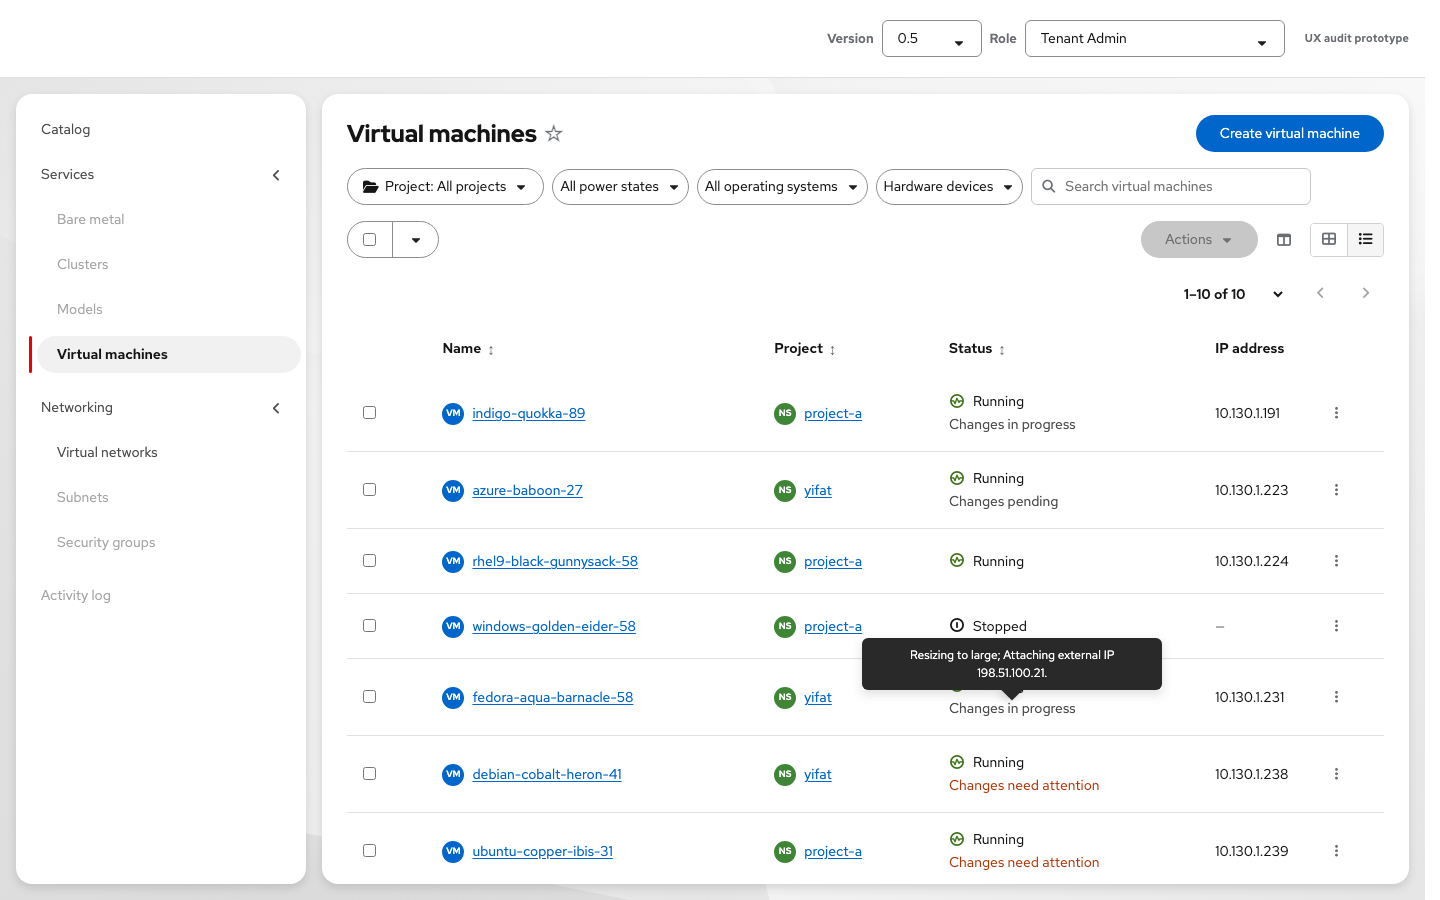 Version
0.5
Role
Tenant Admin
UX audit prototype
Catalog
Services
Bare metal
Clusters
Models
Virtual machines
Networking
Virtual networks
Subnets
Security groups
Activity log
Virtual machines
Create virtual machine
Project: All projects
All power states
All operating systems
Hardware devices
Search virtual machines
Actions
1–10 of 10
Name
Project
Status
IP address
VM indigo-quokka-89
NS project-a
Running
Changes in progress
10.130.1.191
VM azure-baboon-27
NS yifat
Running
Changes pending
10.130.1.223
VM rhel9-black-gunnysack-58
NS project-a
Running
10.130.1.224
VM windows-golden-eider-58
NS project-a
Stopped
–
Resizing to large; Attaching external IP
198.51.100.21.
VM fedora-aqua-barnacle-58
NS yifat
Changes in progress
10.130.1.231
VM debian-cobalt-heron-41
NS yifat
Running
Changes need attention
10.130.1.238
VM ubuntu-copper-ibis-31
NS project-a
Running
Changes need attention
10.130.1.239